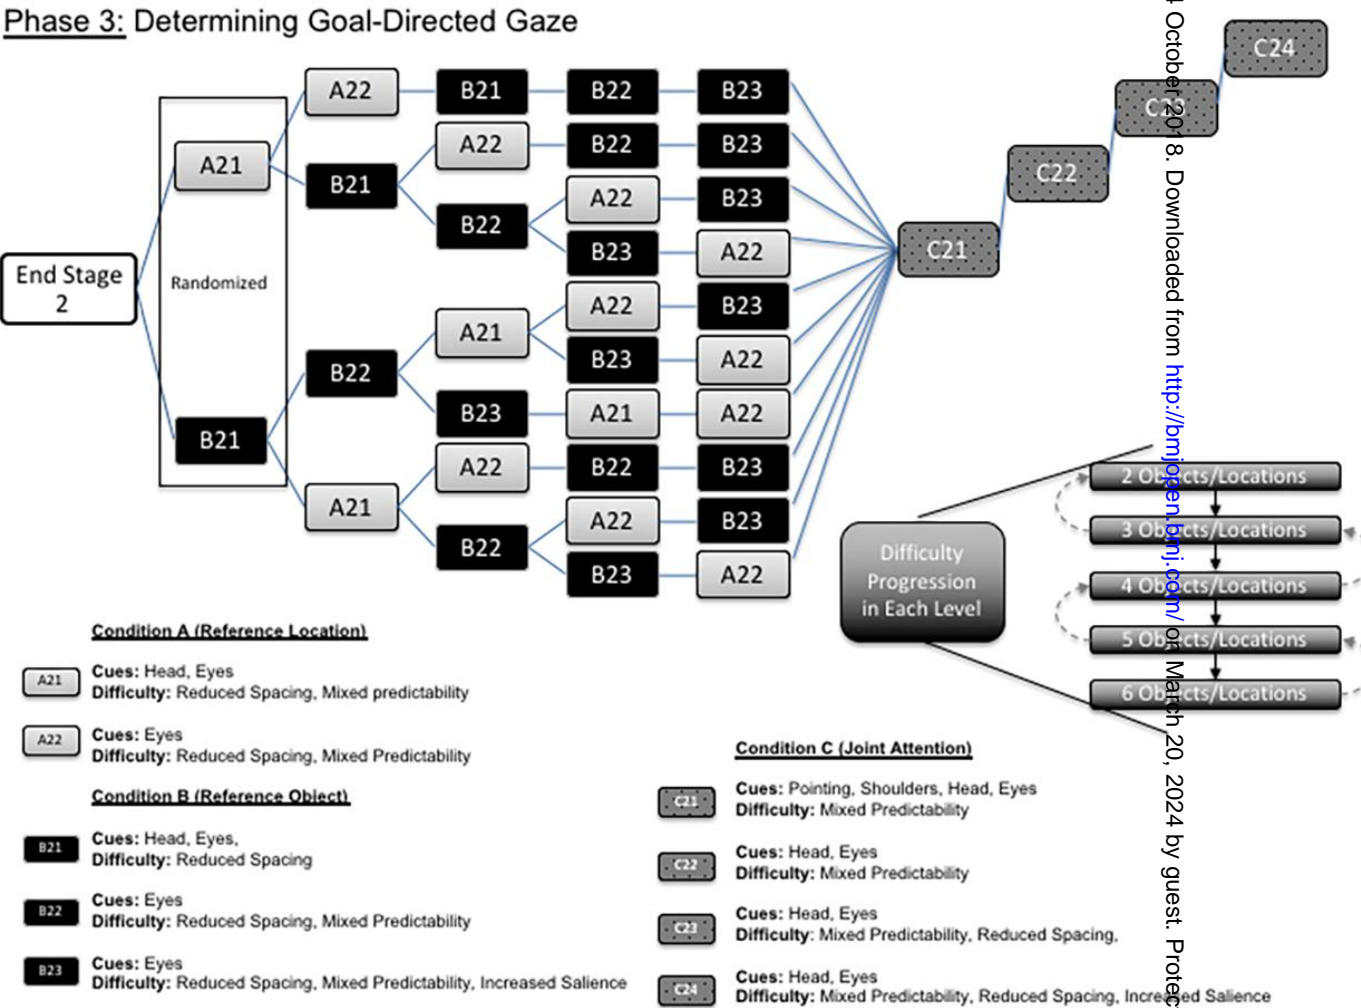 Phase 3: Determining Goal-Directed Gaze
C24
C23
C22
C21
A22 B21 B22 B23
A22 B22 B23
A21
B21
A22 B23
B22
B23 A22
End Stage
2
Randomized
A22 B23
A21
B22
B23 A22
B23 A21 A22
B21
A22 B22 B23
A21
A22 B23
B22
B23 A22
Difficulty
Progression
in Each Level
2 Objects/Locations
3 Objects/Locations
4 Objects/Locations
5 Objects/Locations
6 Objects/Locations
Condition A (Reference Location)
A21
Cues: Head, Eyes
Difficulty: Reduced Spacing, Mixed predictability
A22
Cues: Eyes
Difficulty: Reduced Spacing, Mixed Predictability
Condition B (Reference Object)
B21
Cues: Head, Eyes,
Difficulty: Reduced Spacing
B22
Cues: Eyes
Difficulty: Reduced Spacing, Mixed Predictability
B23
Cues: Eyes
Difficulty: Reduced Spacing, Mixed Predictability, Increased Salience
Condition C (Joint Attention)
C21
Cues: Pointing, Shoulders, Head, Eyes
Difficulty: Mixed Predictability
C22
Cues: Head, Eyes
Difficulty: Mixed Predictability
C23
Cues: Head, Eyes
Difficulty: Mixed Predictability, Reduced Spacing,
C24
Cues: Head, Eyes
Difficulty: Mixed Predictability, Reduced Spacing, Increased Salience
4 October 2018. Downloaded from http://bmjopen.bmj.com/ on March 20, 2024 by guest. Protec